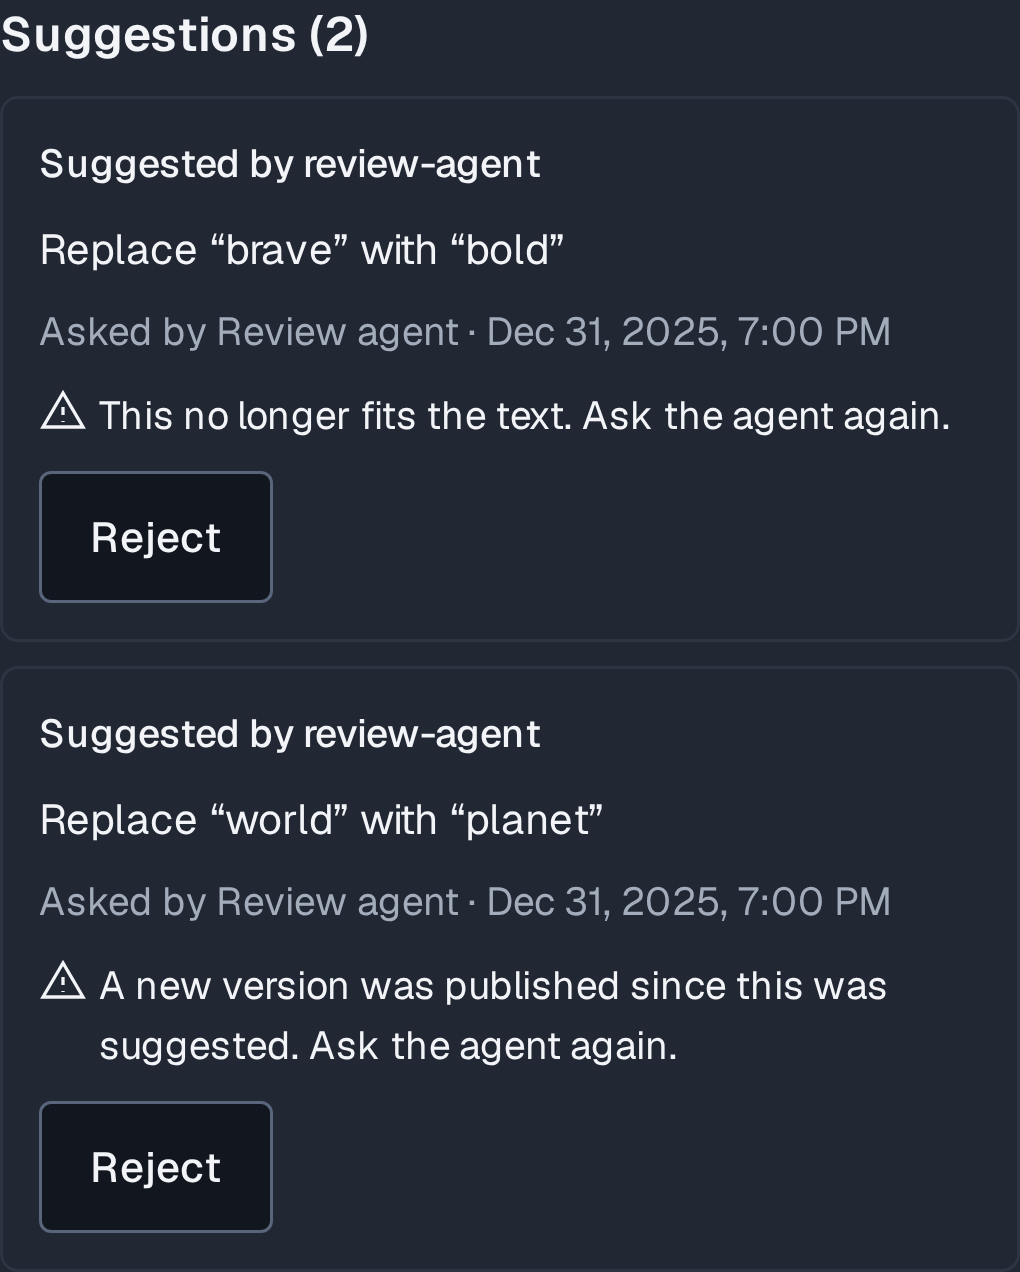 Suggestions (2)
Suggested by review-agent
Replace “brave” with “bold”
Asked by Review agent · Dec 31, 2025, 7:00 PM
This no longer fits the text. Ask the agent again.
Reject
Suggested by review-agent
Replace “world” with “planet”
Asked by Review agent · Dec 31, 2025, 7:00 PM
A new version was published since this was
suggested. Ask the agent again.
Reject